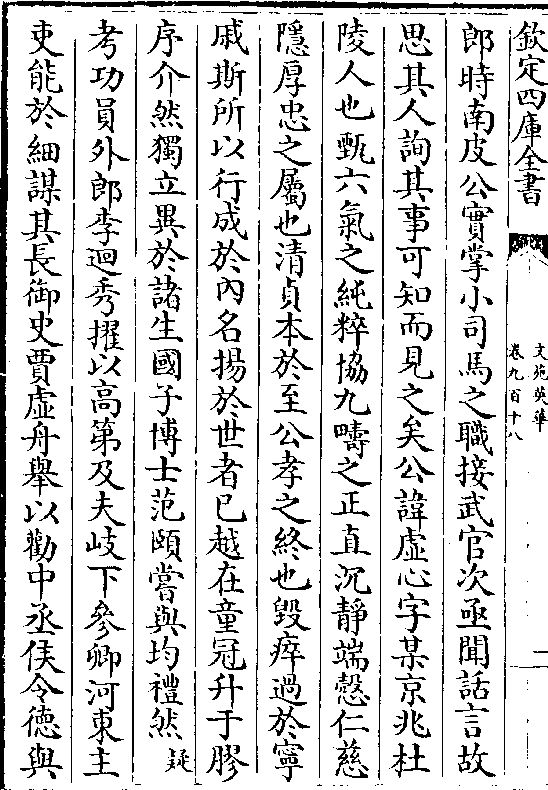 欽定四庫全書
文苑英華
卷九百十八
一
郎時南皮公實掌小司馬之職接武官次亟聞話言故
思其人詢其事可知而見之矣公諱虛心字某京兆杜
陵人也甄六氣之純粹協九疇之正直沉靜端慤仁慈
隱厚忠之屬也清貞本於至公孝之終也毀瘁過於寧
戚斯所以行成於內名揚於世者已越在童冠升于膠
序介然獨立異於諸生國子博士范頤嘗與均禮然疑
考功員外郎李迥秀擢以高第及夫歧下參卿河東主
吏能於細謀其長御史賈虛舟舉以勸中丞侯令德與